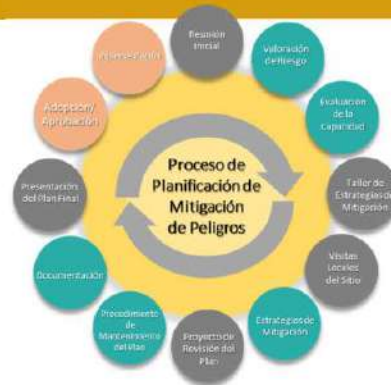 Reunión
Inicial
Valoración
de Riesgo
Evaluación
de la
Capacidad
Taller de
Estrategias de
Mitigación
Visitas
Locales
del Sitio
Estrategias de
Mitigación
Proyecto de
Revisión del
Plan
Procedimiento
de
Mantenimiento
del Plan
Documentación
Presentación
del Plan Final
Adopción/
Aprobación
Proceso de
Planificación de
Mitigación
de Peligros